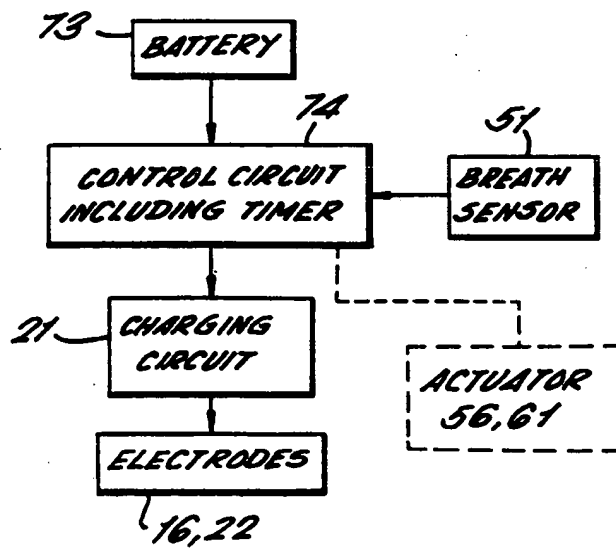 73
BATTERY
74
CONTROL CIRCUIT
INCLUDING TIMER
51
BREATH
SENSOR
21
CHARGING
CIRCUIT
ACTUATOR
56,61
ELECTRODES
16,22